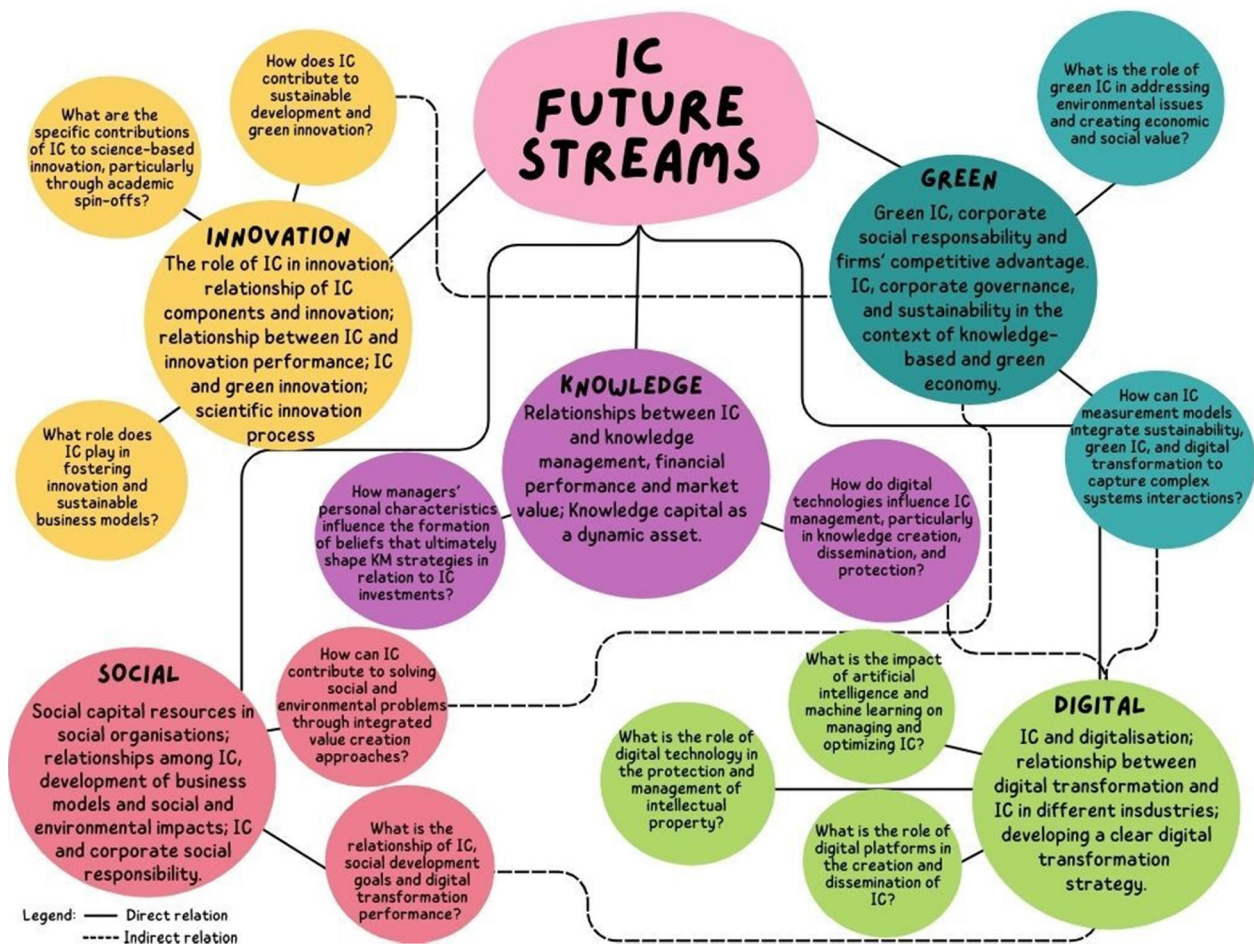 IC
FUTURE
STREAMS
How does IC
contribute to
sustainable
development and
green innovation?
What are the
specific contributions
of IC to science-based
innovation, particularly
through academic
spin-offs?
INNOVATION
The role of IC in innovation;
relationship of IC
components and innovation;
relationship between IC and
innovation performance; IC
and green innovation;
scientific innovation
process
What role does
IC play in
fostering
innovation and
sustainable
business models?
What is the role of
green IC in addressing
environmental issues
and creating economic
and social value?
GREEN
Green IC, corporate
social responsability and
firms' competitive advantage.
IC, corporate governance,
and sustainability in the
context of knowledge-
based and green
economy.
How can IC
measurement models
integrate sustainability,
green IC, and digital
transformation to
capture complex
systems interactions?
KNOWLEDGE
Relationships between IC
and knowledge
management, financial
performance and market
value; Knowledge capital as
a dynamic asset.
How managers'
personal characteristics
influence the formation
of beliefs that ultimately
shape KM strategies in
relation to IC
investments?
How do digital
technologies influence IC
management, particularly
in knowledge creation,
dissemination, and
protection?
SOCIAL
Social capital resources in
social organisations;
relationships among IC,
development of business
models and social and
environmental impacts; IC
and corporate social
responsibility.
How can IC
contribute to solving
social and
environmental problems
through integrated
value creation
approaches?
What is the
relationship of IC,
social development
goals and digital
transformation
performance?
What is the impact
of artificial
intelligence and
machine learning on
managing and
optimizing IC?
What is the role of
digital technology in
the protection and
management of
intellectual
property?
What is the role of
digital platforms in
the creation and
dissemination of
IC?
DIGITAL
IC and digitalisation;
relationship between
digital transformation and
IC in different insdustries;
developing a clear digital
transformation
strategy.
Legend: Direct relation
Indirect relation